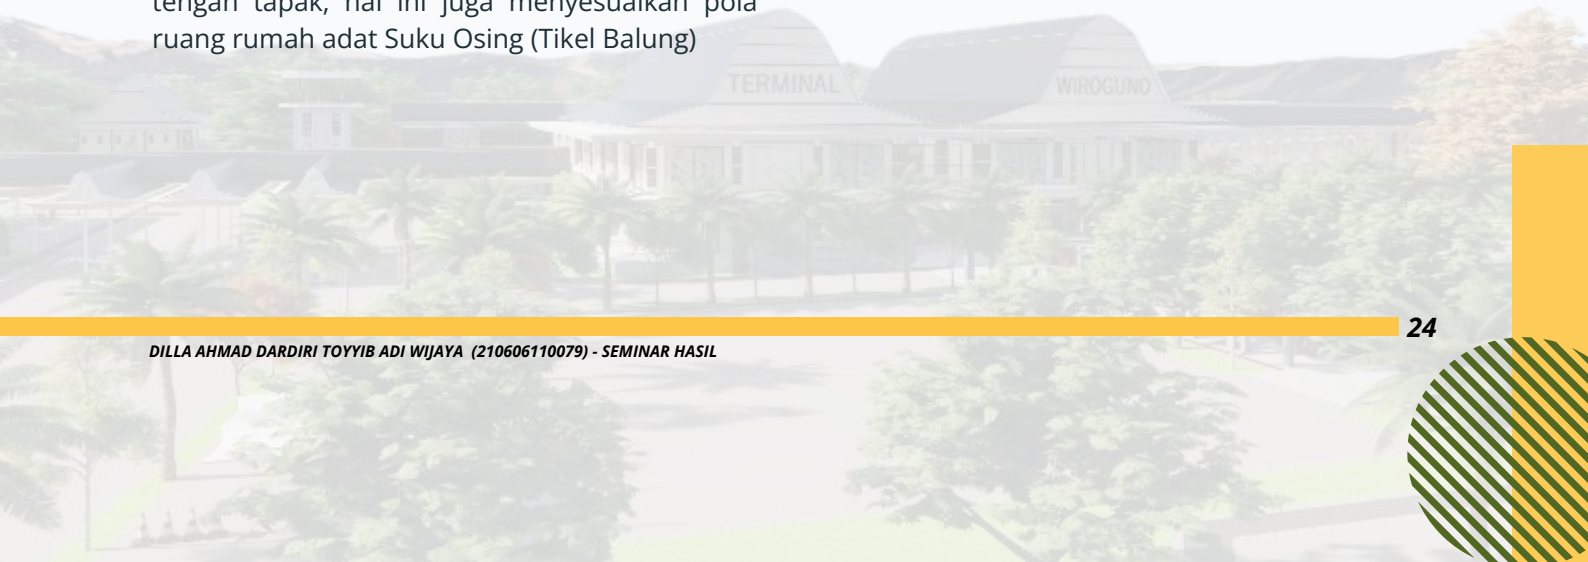 tengah tapak, hal ini juga menyesuaikan pola
ruang rumah adat Suku Osing (Tikel Balung)
TERMINAL
WIROGUNO
24
DILLA AHMAD DARDIRI TOYYIB ADI WIJAYA (210606110079) - SEMINAR HASIL